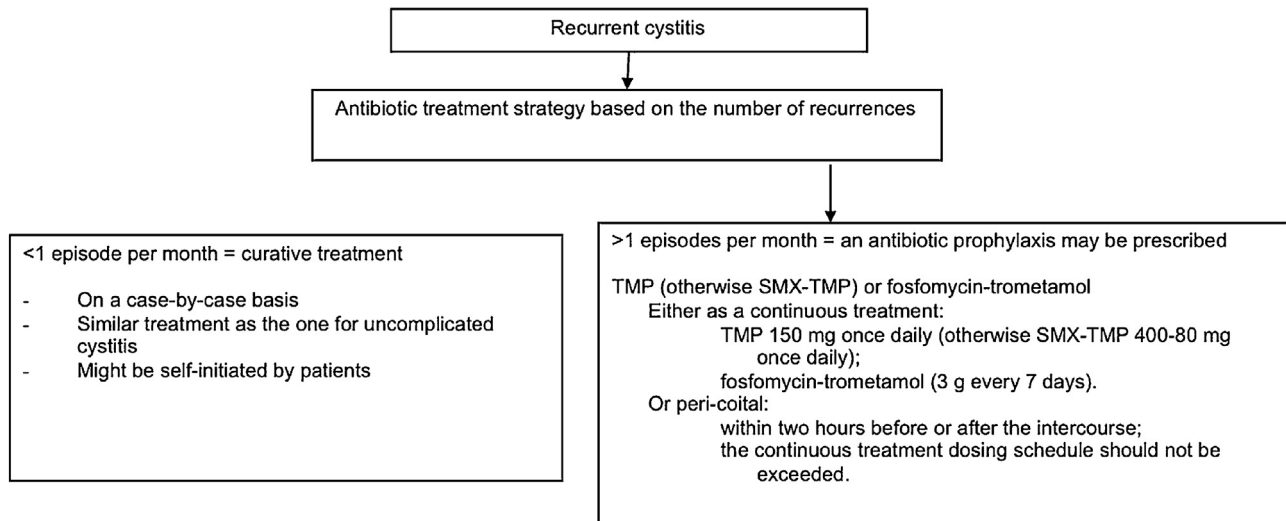 Recurrent cystitis
Antibiotic treatment strategy based on the number of recurrences
<1 episode per month = curative treatment
- On a case-by-case basis
- Similar treatment as the one for uncomplicated
cystitis
- Might be self-initiated by patients
>1 episodes per month = an antibiotic prophylaxis may be prescribed
TMP (otherwise SMX-TMP) or fosfomycin-trometamol
Either as a continuous treatment:
TMP 150 mg once daily (otherwise SMX-TMP 400-80 mg
once daily);
fosfomycin-trometamol (3 g every 7 days).
Or peri-coital:
within two hours before or after the intercourse;
the continuous treatment dosing schedule should not be
exceeded.